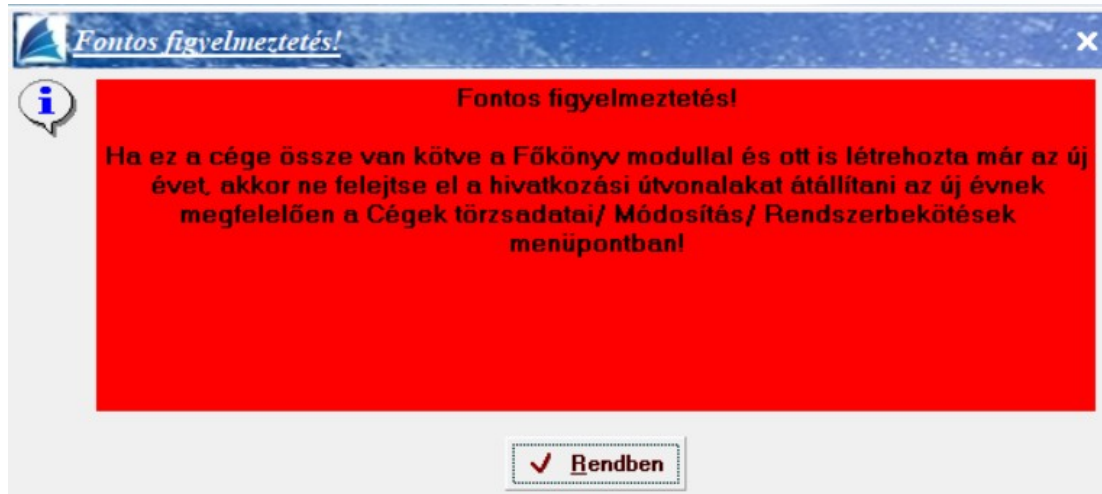 Fontos figyelmeztetés!
Fontos figyelmeztetés!
Ha ez a cége össze van kötve a Főkönyv modullal és ott is létrehozta már az új
évet, akkor ne felejtse el a hivatkozási útvonalakat átállítani az új évnek
megfelelően a Cégek törzsadatai/ Módosítás/ Rendszerbekötések
menüpontban!
Rendben